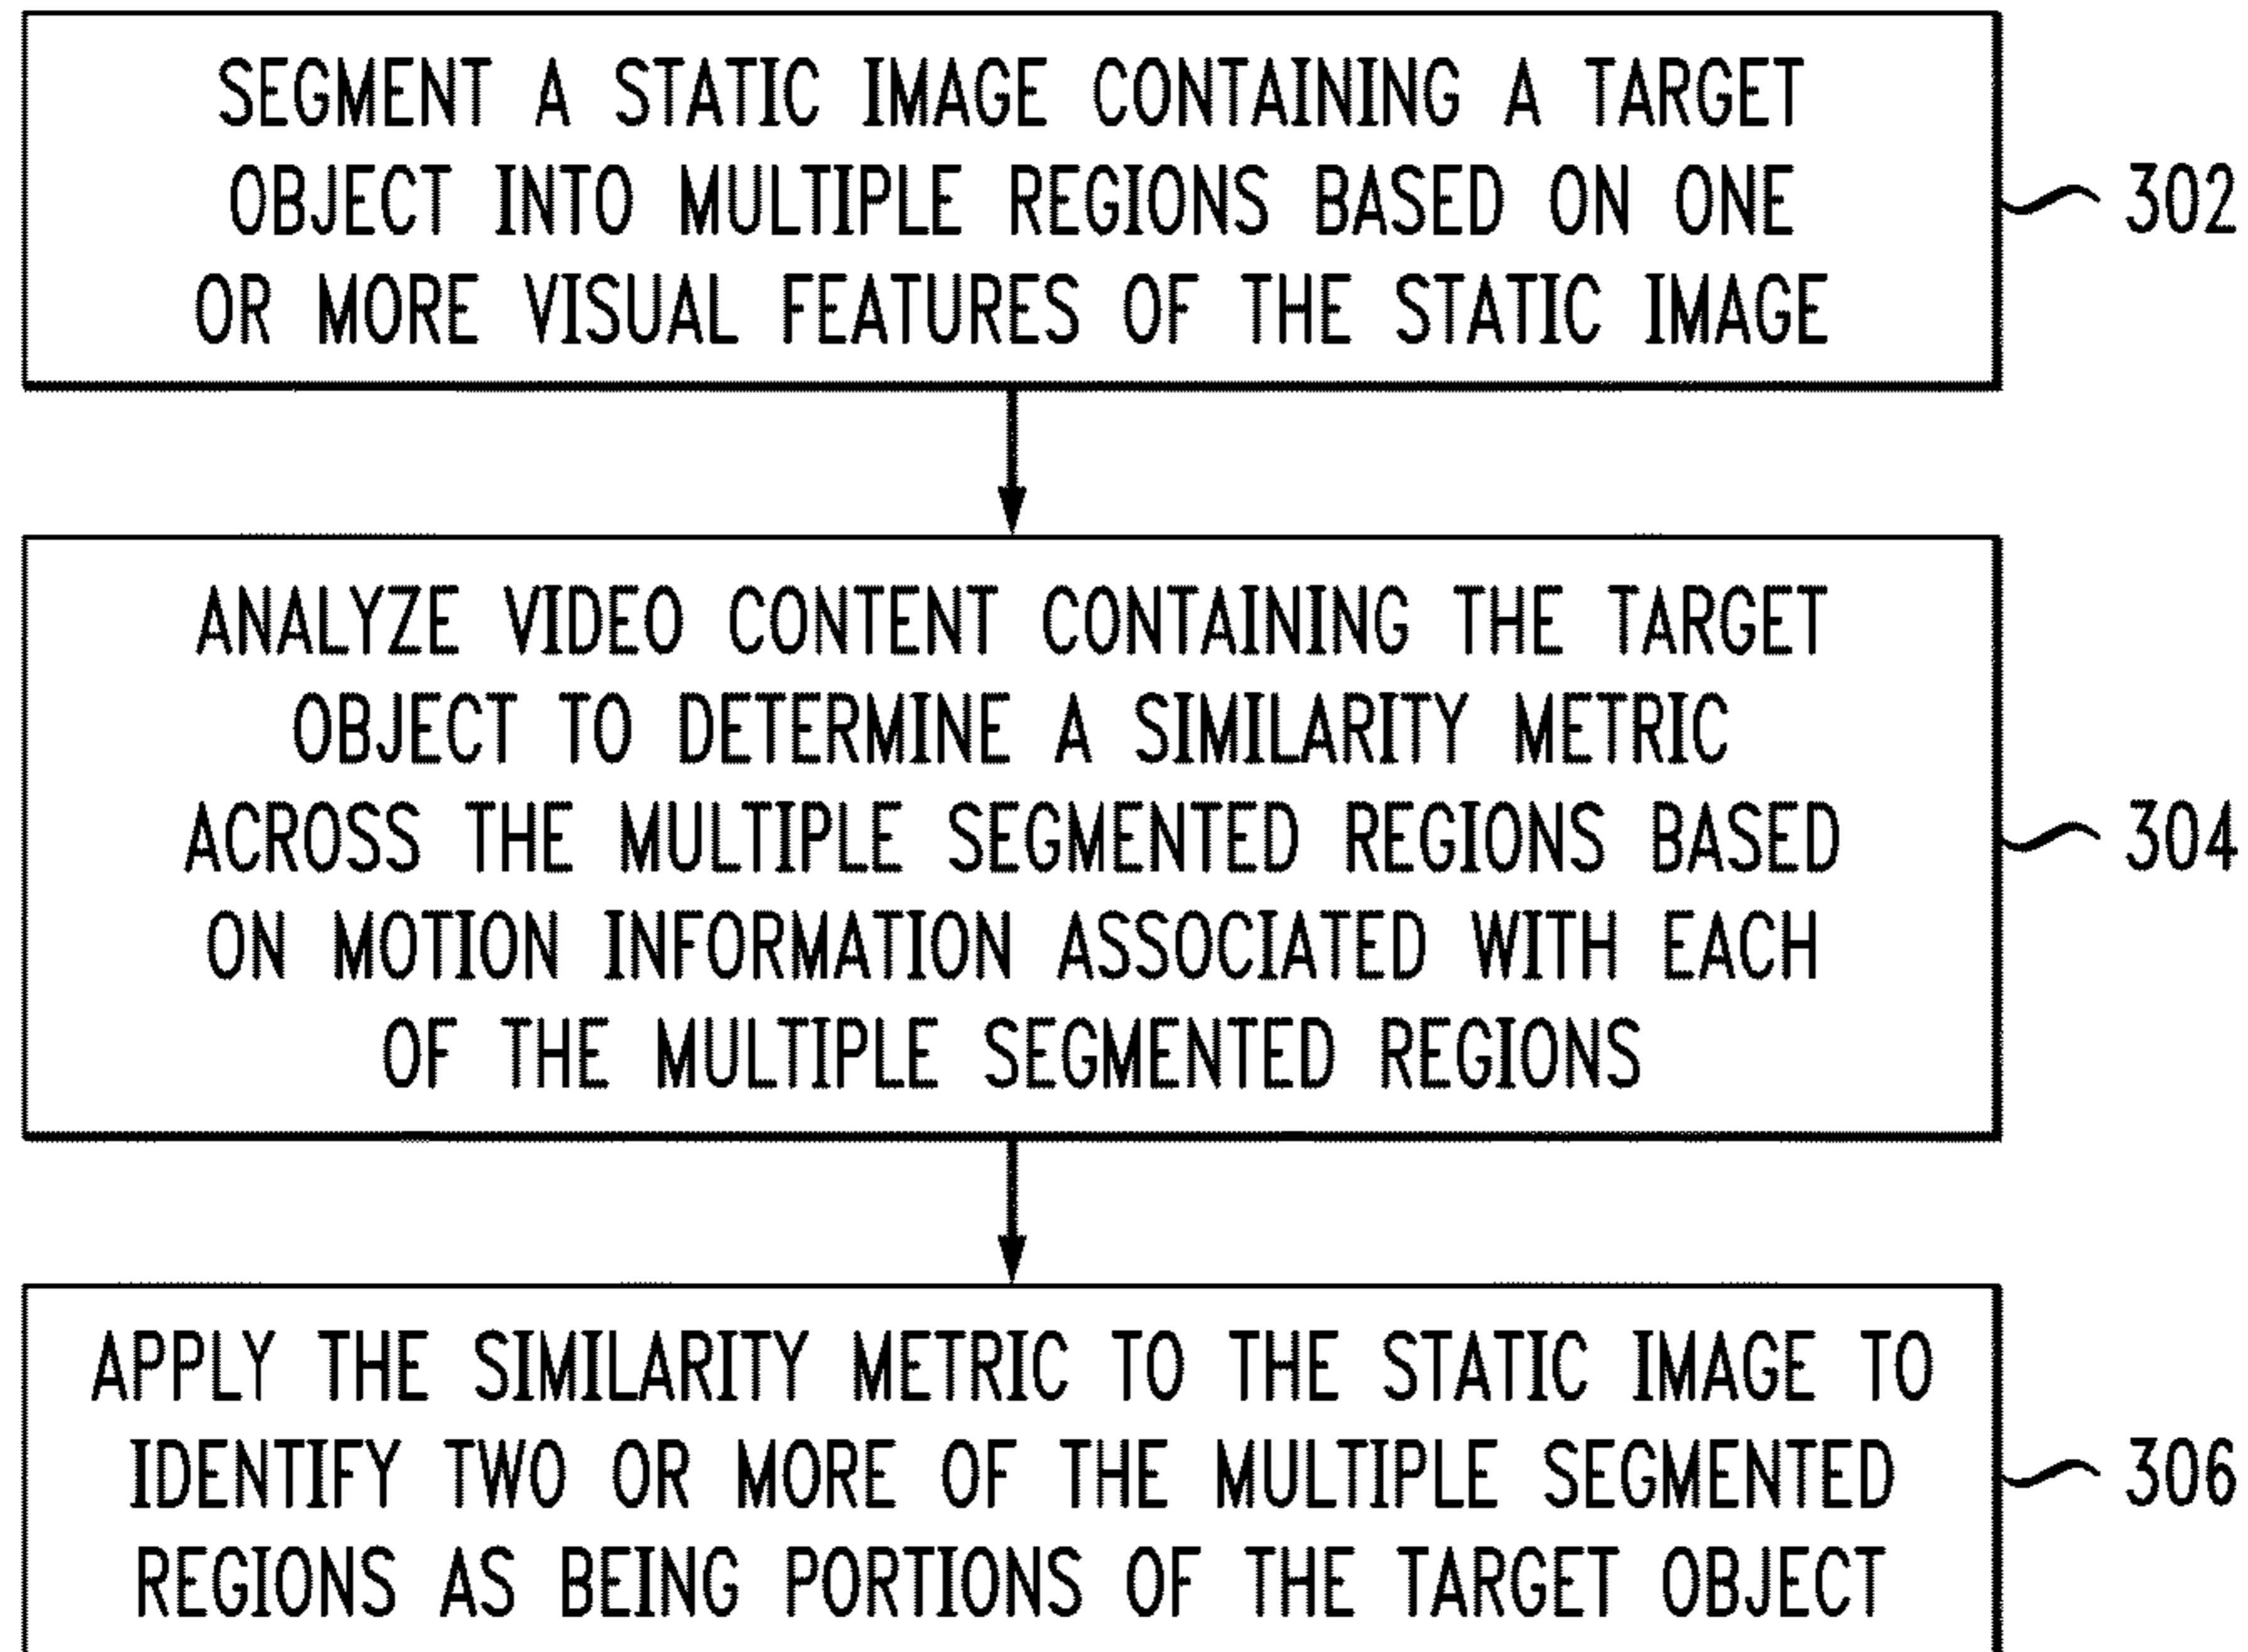 SEGMENT A STATIC IMAGE CONTAINING A TARGET
OBJECT INTO MULTIPLE REGIONS BASED ON ONE
OR MORE VISUAL FEATURES OF THE STATIC IMAGE
302
ANALYZE VIDEO CONTENT CONTAINING THE TARGET
OBJECT TO DETERMINE A SIMILARITY METRIC
ACROSS THE MULTIPLE SEGMENTED REGIONS BASED
ON MOTION INFORMATION ASSOCIATED WITH EACH
OF THE MULTIPLE SEGMENTED REGIONS
304
APPLY THE SIMILARITY METRIC TO THE STATIC IMAGE TO
IDENTIFY TWO OR MORE OF THE MULTIPLE SEGMENTED
REGIONS AS BEING PORTIONS OF THE TARGET OBJECT
306